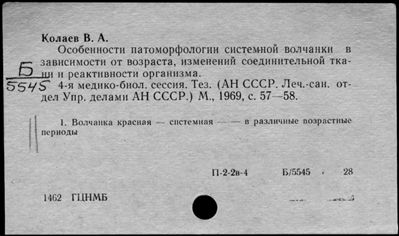 Колаев В. А.
Особенности патоморфологии системной волчанки в
зависимости от возраста, изменений соединительной тка-
ни и реактивности организма.
Б
5545
4-я медико-биол. сессия. Тез. (АН СССР. Леч.-сан. от-
дел Упр. делами АН СССР.) М., 1969, с. 57—58.
1. Волчанка красная — системная — — в различные возрастные
периоды
П-2-2в-4 Б/5545 28
1462 ГЦНМБ